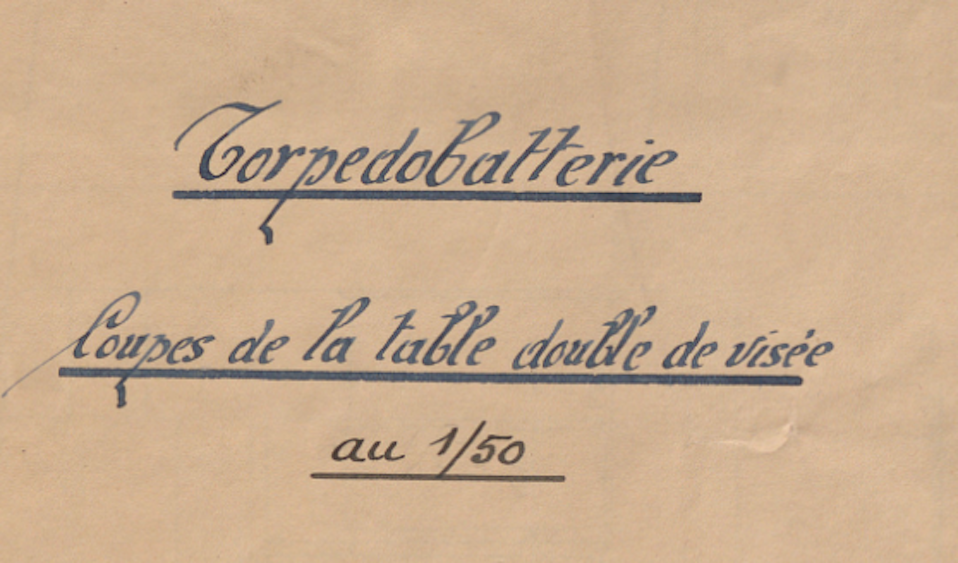 Torpedobatterie
Coupes de la table double de visée
au 1/50